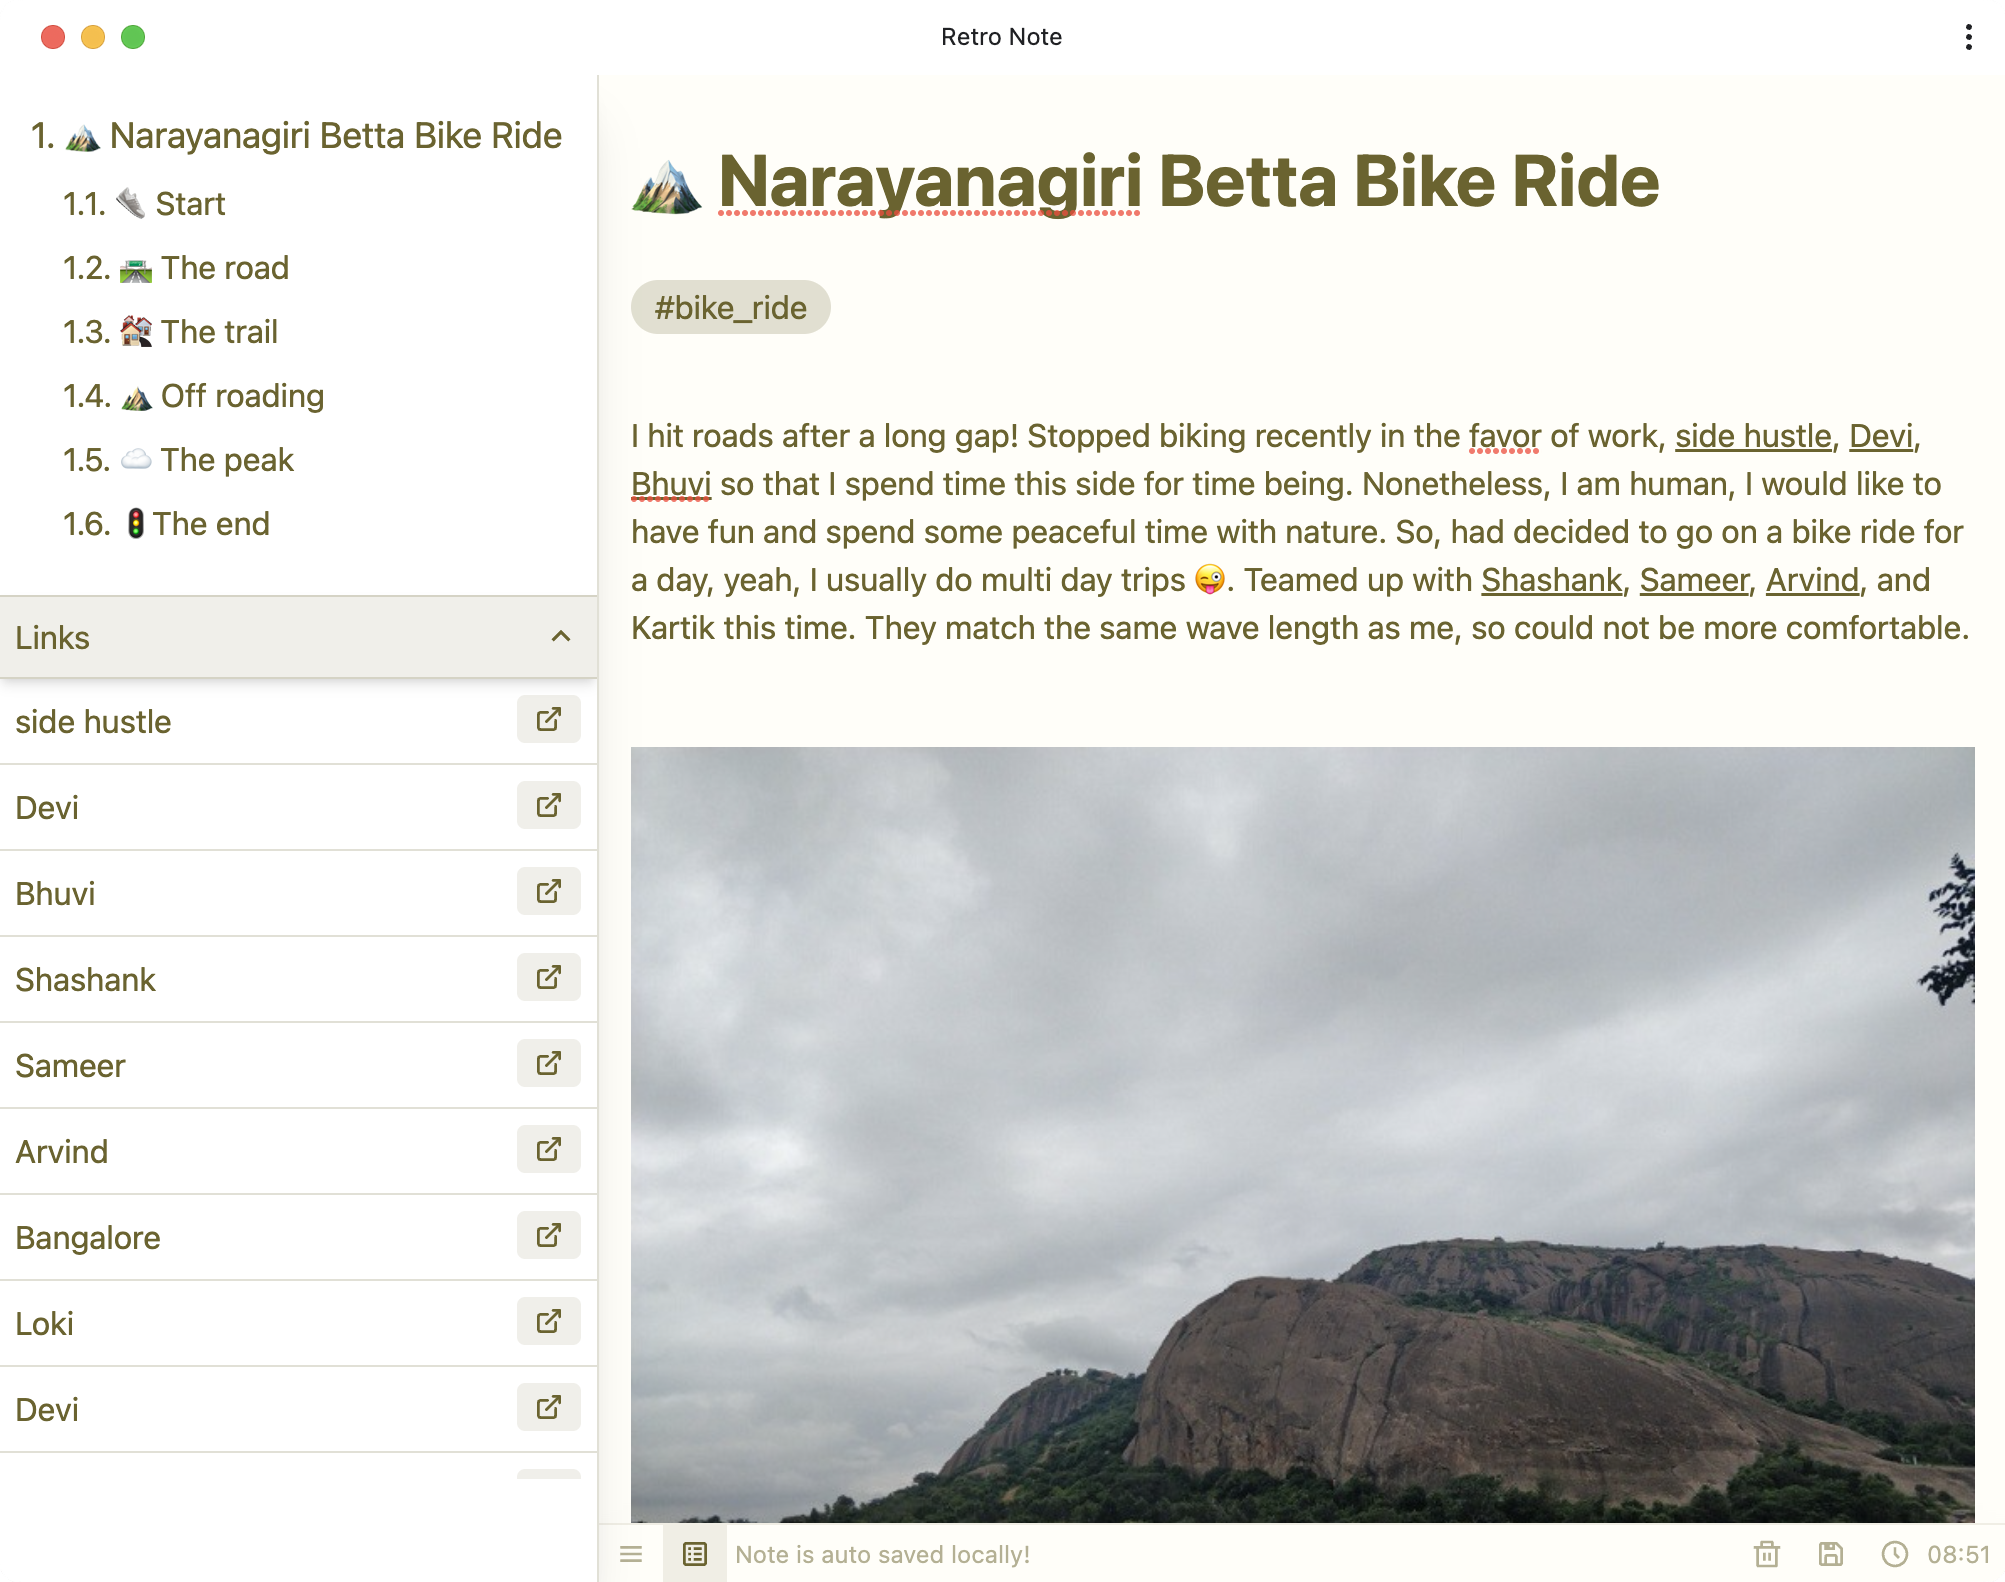 Retro Note
1. ⛰️ Narayanagiri Betta Bike Ride
1.1. 👟 Start
1.2. 🛣️ The road
1.3. 🏘️ The trail
1.4. ⛰️ Off roading
1.5. ☁️ The peak
1.6. 🚦The end
Links
side hustle
Devi
Bhuvi
Shashank
Sameer
Arvind
Bangalore
Loki
Devi
⛰️ Narayanagiri Betta Bike Ride
#bike_ride
I hit roads after a long gap! Stopped biking recently in the favor of work, side hustle, Devi,
Bhuvi so that I spend time this side for time being. Nonetheless, I am human, I would like to
have fun and spend some peaceful time with nature. So, had decided to go on a bike ride for
a day, yeah, I usually do multi day trips 😜. Teamed up with Shashank, Sameer, Arvind, and
Kartik this time. They match the same wave length as me, so could not be more comfortable.
Note is auto saved locally!
08:51